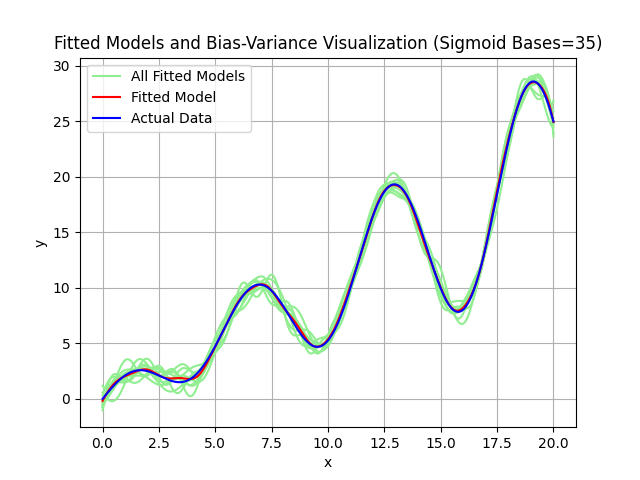 Fitted Models and Bias-Variance Visualization (Sigmoid Bases=35)
All Fitted Models
Fitted Model
Actual Data
y
30
25
20
15
10
5
0
0.0 2.5 5.0 7.5 10.0 12.5 15.0 17.5 20.0
x